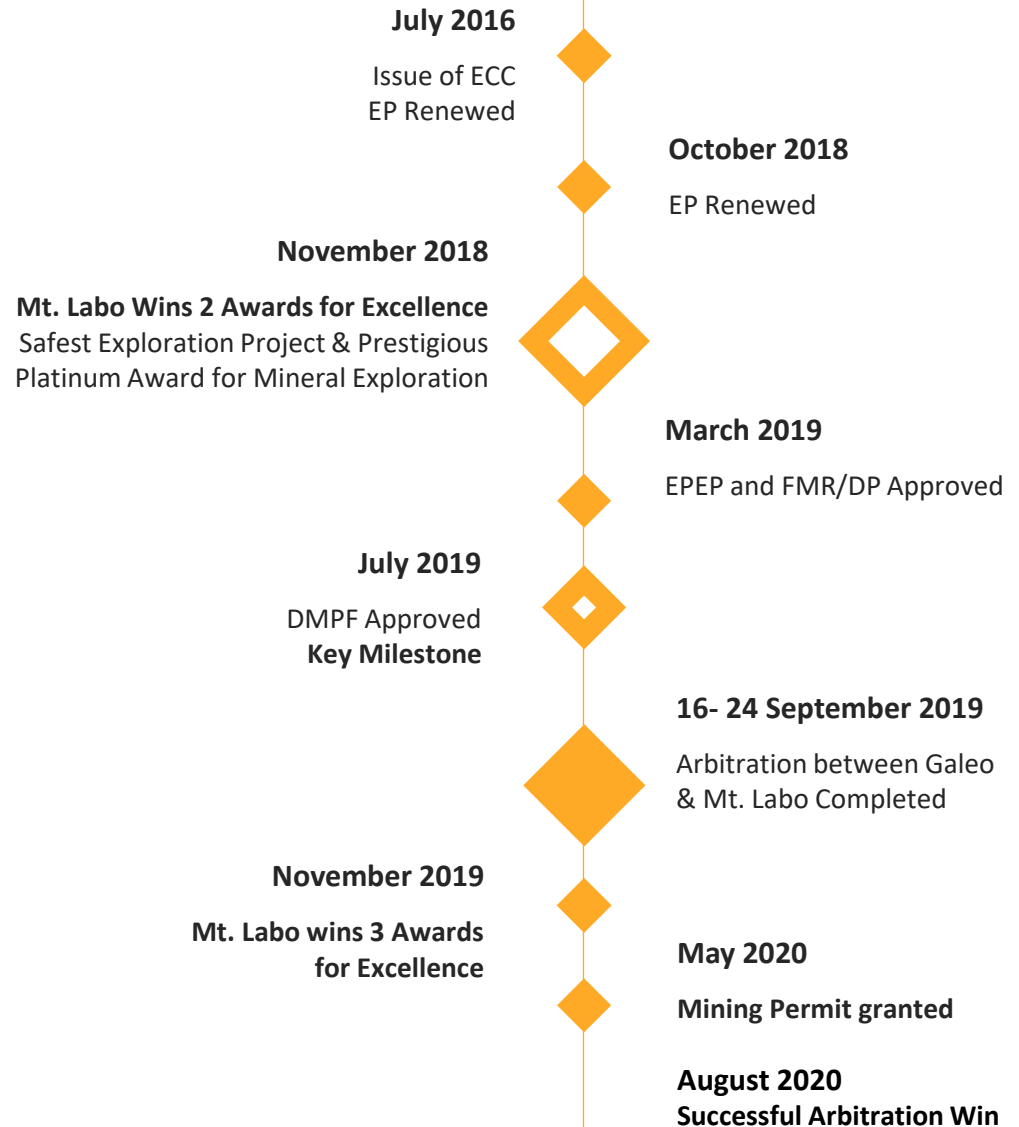 July 2016
Issue of ECC
EP Renewed
October 2018
EP Renewed
November 2018
Mt. Labo Wins 2 Awards for Excellence
Safest Exploration Project & Prestigious
Platinum Award for Mineral Exploration
March 2019
EPEP and FMR/DP Approved
July 2019
DMPF Approved
Key Milestone
16- 24 September 2019
Arbitration between Galeo
& Mt. Labo Completed
November 2019
Mt. Labo wins 3 Awards
for Excellence
May 2020
Mining Permit granted
August 2020
Successful Arbitration Win